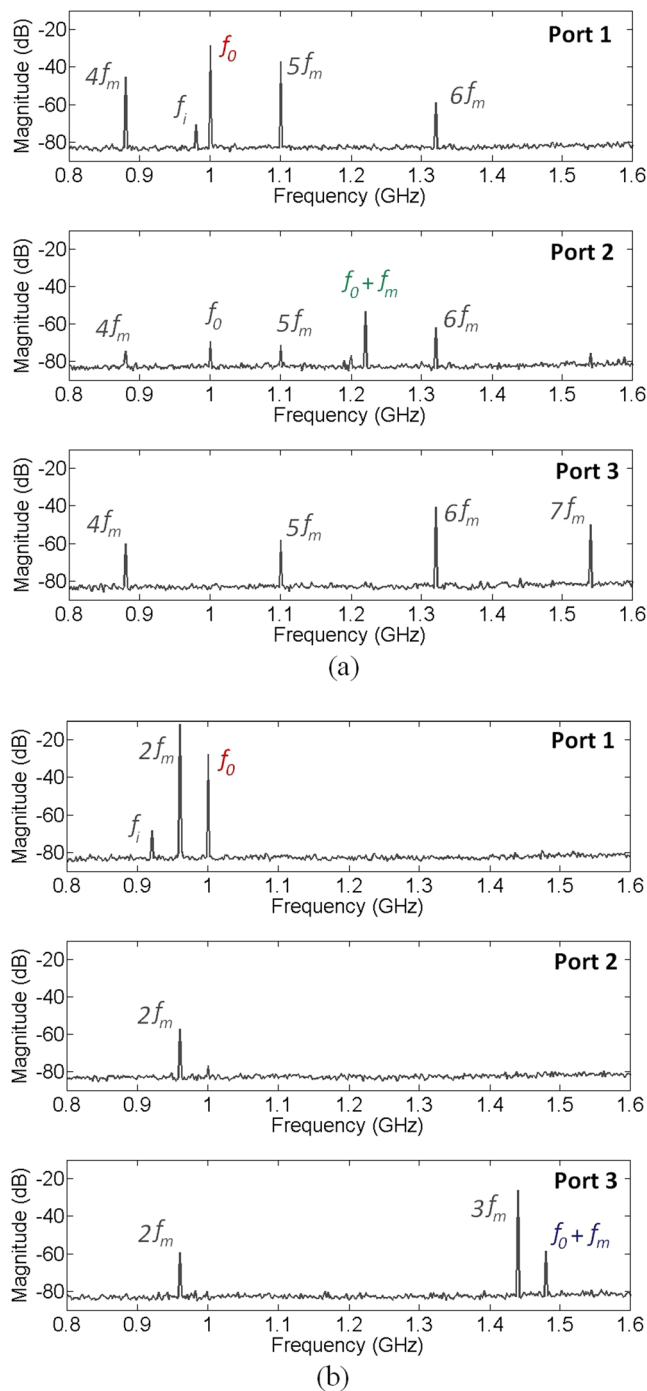 Port 1
Magnitude (dB)
-20
-40
-60
-80
4fm
fi
f0
5fm
6fm
0.8 0.9 1 1.1 1.2 1.3 1.4 1.5 1.6
Frequency (GHz)
Port 2
Magnitude (dB)
-20
-40
-60
-80
4fm
f0
5fm
f0 + fm
6fm
0.8 0.9 1 1.1 1.2 1.3 1.4 1.5 1.6
Frequency (GHz)
Port 3
Magnitude (dB)
-20
-40
-60
-80
4fm
5fm
6fm
7fm
0.8 0.9 1 1.1 1.2 1.3 1.4 1.5 1.6
Frequency (GHz)
(a)
Port 1
Magnitude (dB)
-20
-40
-60
-80
fi
2fm
f0
0.8 0.9 1 1.1 1.2 1.3 1.4 1.5 1.6
Frequency (GHz)
Port 2
Magnitude (dB)
-20
-40
-60
-80
2fm
0.8 0.9 1 1.1 1.2 1.3 1.4 1.5 1.6
Frequency (GHz)
Port 3
Magnitude (dB)
-20
-40
-60
-80
2fm
3fm
f0 + fm
0.8 0.9 1 1.1 1.2 1.3 1.4 1.5 1.6
Frequency (GHz)
(b)